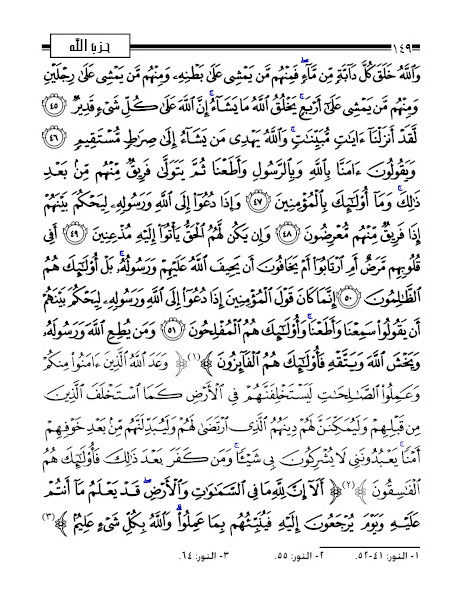 ١٤٩ حزب الله
وَٱللَّهُ خَلَقَ كُلَّ دَآبَّةٍ مِّن مَّآءٍ ۖ فَمِنْهُم مَّن يَمْشِى عَلَىٰ بَطْنِهِۦ وَمِنْهُم مَّن يَمْشِى عَلَىٰ رِجْلَيْنِ
وَمِنْهُم مَّن يَمْشِى عَلَىٰٓ أَرْبَعٍ ۚ يَخْلُقُ ٱللَّهُ مَا يَشَآءُ ۚ إِنَّ ٱللَّهَ عَلَىٰ كُلِّ شَىْءٍ قَدِيرٌ ٤٥
لَّقَدْ أَنزَلْنَآ ءَايَـٰتٍ مُّبَيِّنَـٰتٍ ۚ وَٱللَّهُ يَهْدِى مَن يَشَآءُ إِلَىٰ صِرَٰطٍ مُّسْتَقِيمٍ ٤٦
وَيَقُولُونَ ءَامَنَّا بِٱللَّهِ وَبِٱلرَّسُولِ وَأَطَعْنَا ثُمَّ يَتَوَلَّىٰ فَرِيقٌ مِّنْهُم مِّنۢ بَعْدِ
ذَٰلِكَ ۚ وَمَآ أُو۟لَـٰٓئِكَ بِٱلْمُؤْمِنِينَ ٤٧ وَإِذَا دُعُوٓا۟ إِلَى ٱللَّهِ وَرَسُولِهِۦ لِيَحْكُمَ بَيْنَهُمْ
إِذَا فَرِيقٌ مِّنْهُم مُّعْرِضُونَ ٤٨ وَإِن يَكُن لَّهُمُ ٱلْحَقُّ يَأْتُوٓا۟ إِلَيْهِ مُذْعِنِينَ ٤٩ أَفِى
قُلُوبِهِم مَّرَضٌ أَمِ ٱرْتَابُوٓا۟ أَمْ يَخَافُونَ أَن يَحِيفَ ٱللَّهُ عَلَيْهِمْ وَرَسُولُهُۥ ۚ بَلْ أُو۟لَـٰٓئِكَ هُمُ
ٱلظَّـٰلِمُونَ ٥٠ إِنَّمَا كَانَ قَوْلَ ٱلْمُؤْمِنِينَ إِذَا دُعُوٓا۟ إِلَى ٱللَّهِ وَرَسُولِهِۦ لِيَحْكُمَ بَيْنَهُمْ
أَن يَقُولُوا۟ سَمِعْنَا وَأَطَعْنَا ۚ وَأُو۟لَـٰٓئِكَ هُمُ ٱلْمُفْلِحُونَ ٥١ وَمَن يُطِعِ ٱللَّهَ وَرَسُولَهُۥ
وَيَخْشَ ٱللَّهَ وَيَتَّقْهِ فَأُو۟لَـٰٓئِكَ هُمُ ٱلْفَآئِزُونَ﴾(١) ﴿وَعَدَ ٱللَّهُ ٱلَّذِينَ ءَامَنُوا۟ مِنكُمْ
وَعَمِلُوا۟ ٱلصَّـٰلِحَـٰتِ لَيَسْتَخْلِفَنَّهُمْ فِى ٱلْأَرْضِ كَمَا ٱسْتَخْلَفَ ٱلَّذِينَ
مِن قَبْلِهِمْ وَلَيُمَكِّنَنَّ لَهُمْ دِينَهُمُ ٱلَّذِى ٱرْتَضَىٰ لَهُمْ وَلَيُبَدِّلَنَّهُم مِّنۢ بَعْدِ خَوْفِهِمْ
أَمْنًا ۚ يَعْبُدُونَنِى لَا يُشْرِكُونَ بِى شَيْـًٔا ۚ وَمَن كَفَرَ بَعْدَ ذَٰلِكَ فَأُو۟لَـٰٓئِكَ هُمُ
ٱلْفَـٰسِقُونَ﴾(٢) ﴿أَلَآ إِنَّ لِلَّهِ مَا فِى ٱلسَّمَـٰوَٰتِ وَٱلْأَرْضِ ۖ قَدْ يَعْلَمُ مَآ أَنتُمْ
عَلَيْهِ وَيَوْمَ يُرْجَعُونَ إِلَيْهِ فَيُنَبِّئُهُم بِمَا عَمِلُوا۟ ۗ وَٱللَّهُ بِكُلِّ شَىْءٍ عَلِيمٌۢ﴾(٣)
١- النور: ٤١-٥٢. ٢- النور: ٥٥. ٣- النور: ٦٤.